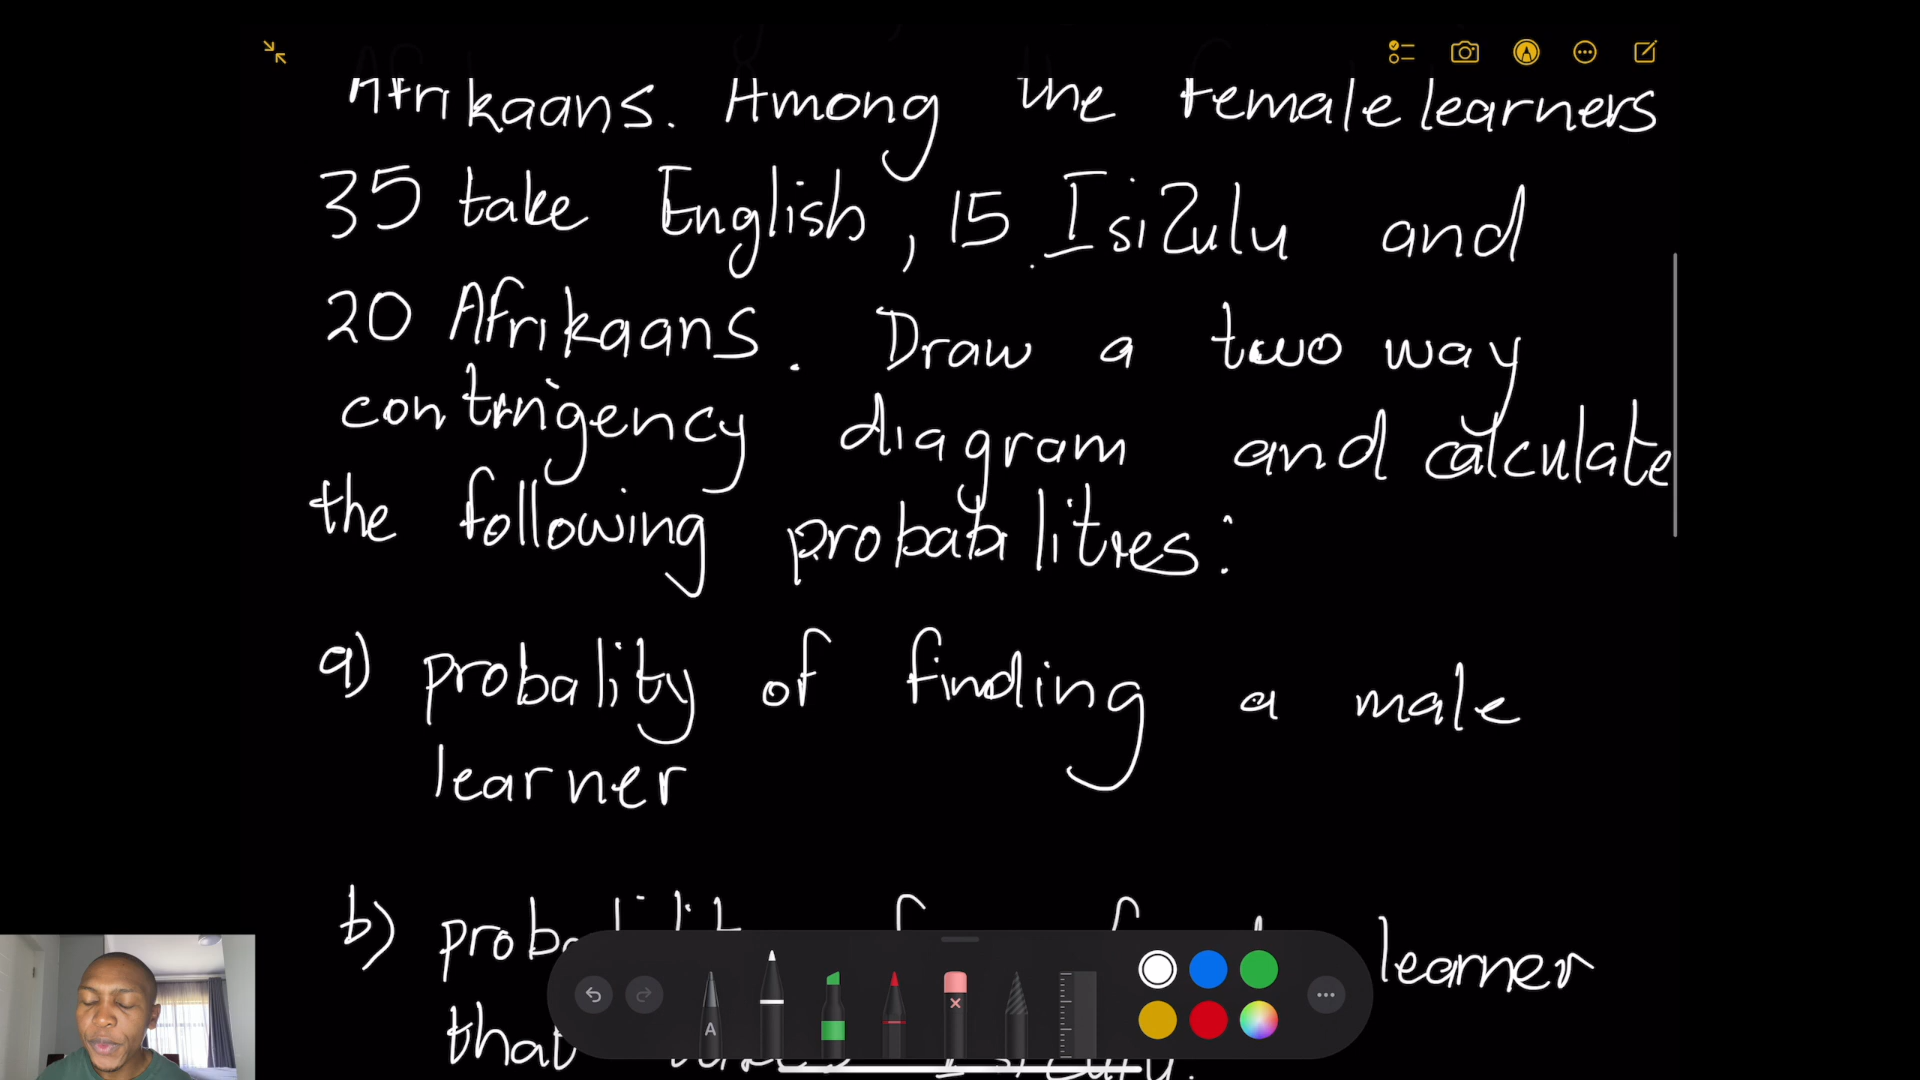 Afrikaans. Among the female learners
35 take English, 15 IsiZulu and
20 Afrikaans. Draw a two way
contingency diagram and calculate
the following probabilities:
a) probality of finding a male
learner
b) learner
that
A